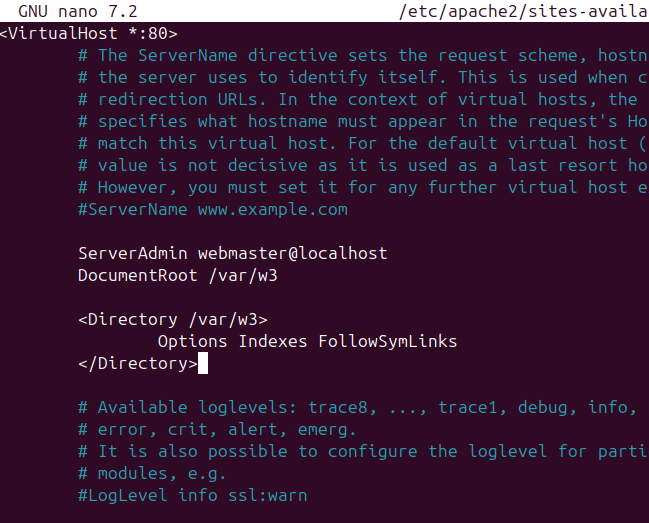 GNU nano 7.2 /etc/apache2/sites-availa
<VirtualHost *:80>
# The ServerName directive sets the request scheme, hostn
# the server uses to identify itself. This is used when c
# redirection URLs. In the context of virtual hosts, the
# specifies what hostname must appear in the request's Ho
# match this virtual host. For the default virtual host (
# value is not decisive as it is used as a last resort ho
# However, you must set it for any further virtual host e
#ServerName www.example.com
ServerAdmin webmaster@localhost
DocumentRoot /var/w3
<Directory /var/w3>
Options Indexes FollowSymLinks
</Directory>
# Available loglevels: trace8, ..., trace1, debug, info,
# error, crit, alert, emerg.
# It is also possible to configure the loglevel for parti
# modules, e.g.
#LogLevel info ssl:warn